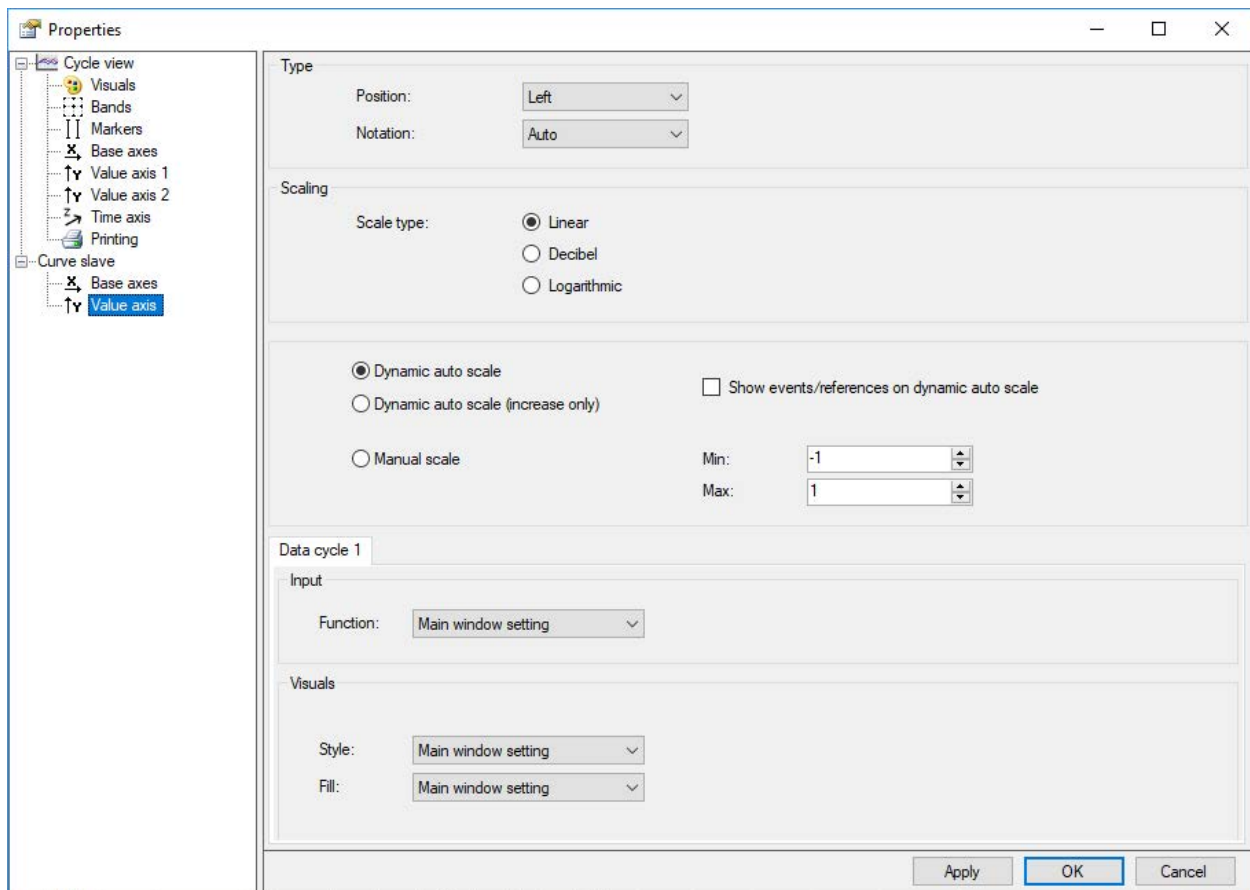 Properties
Cycle view
Visuals
Bands
Markers
Base axes
Value axis 1
Value axis 2
Time axis
Printing
Curve slave
Base axes
Value axis
Type
Position: Left
Notation: Auto
Scaling
Scale type: Linear
Decibel
Logarithmic
Dynamic auto scale
Show events/references on dynamic auto scale
Dynamic auto scale (increase only)
Manual scale Min: -1
Max: 1
Data cycle 1
Input
Function: Main window setting
Visuals
Style: Main window setting
Fill: Main window setting
Apply OK Cancel